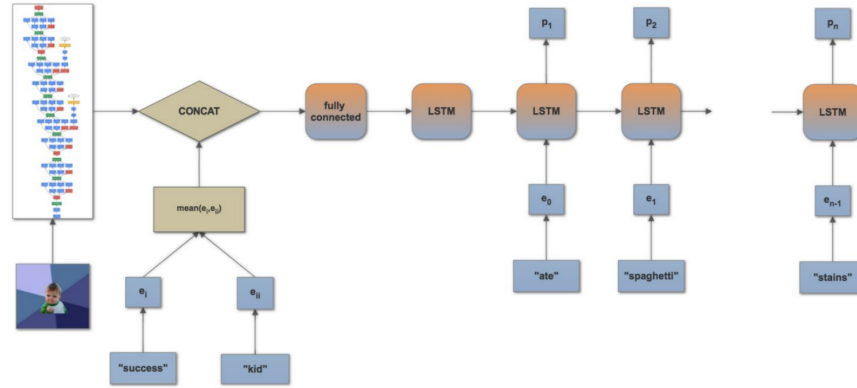 p1
p2
pn
CONCAT
fully
connected
LSTM
LSTM
LSTM
LSTM
mean(ei,eii)
e0
e1
en-1
"ate"
"spaghetti"
"stains"
ei
eii
"success"
"kid"